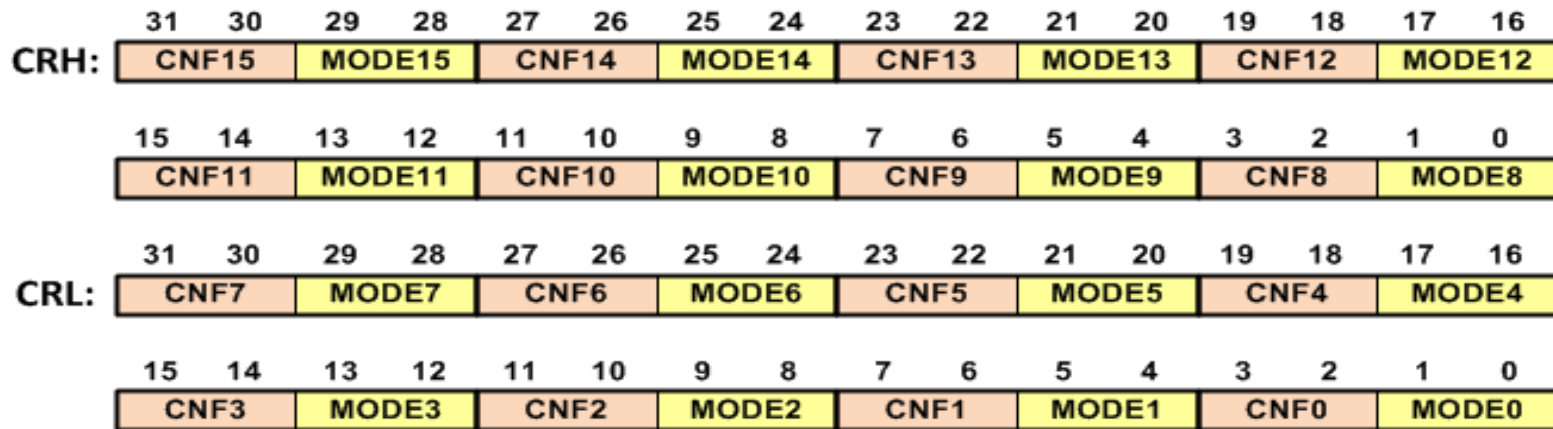 31 30 29 28 27 26 25 24 23 22 21 20 19 18 17 16
CRH: CNF15 MODE15 CNF14 MODE14 CNF13 MODE13 CNF12 MODE12
15 14 13 12 11 10 9 8 7 6 5 4 3 2 1 0
CNF11 MODE11 CNF10 MODE10 CNF9 MODE9 CNF8 MODE8
31 30 29 28 27 26 25 24 23 22 21 20 19 18 17 16
CRL: CNF7 MODE7 CNF6 MODE6 CNF5 MODE5 CNF4 MODE4
15 14 13 12 11 10 9 8 7 6 5 4 3 2 1 0
CNF3 MODE3 CNF2 MODE2 CNF1 MODE1 CNF0 MODE0